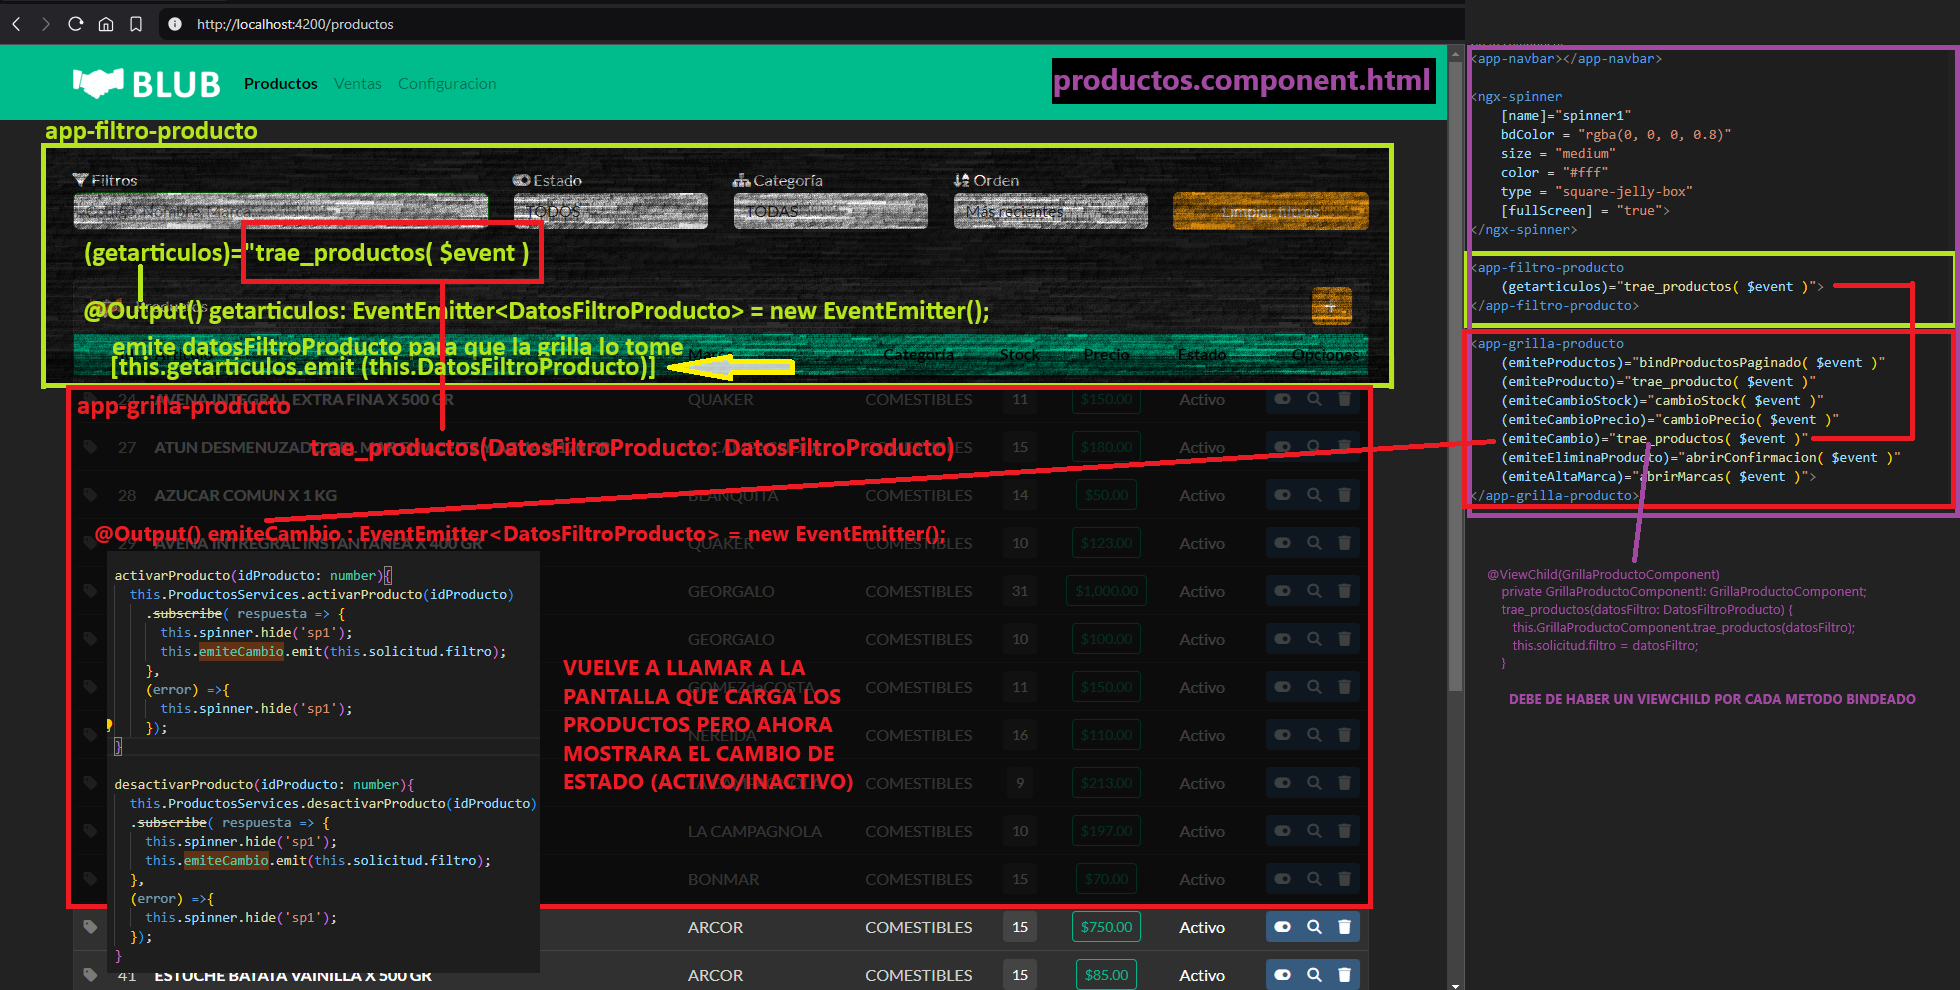 http://localhost:4200/productos
BLUB
Productos
Ventas
Configuracion
productos.component.html
app-filtro-producto
Filtros
Estado
Categoría
Orden
TODOS
TODAS
Más recientes
Limpiar filtros
(getarticulos)="trae_productos( $event )
@Output() getarticulos: EventEmitter<DatosFiltroProducto> = new EventEmitter();
emite datosFiltroProducto para que la grilla lo tome
[this.getarticulos.emit (this.DatosFiltroProducto)]
Categoría Stock Precio Estado Opciones
app-grilla-producto
24 AVENA INTEGRAL EXTRA FINA X 500 GR QUAKER COMESTIBLES 11 $150.00 Activo
trae_productos(DatosFiltroProducto: DatosFiltroProducto)
27 ATUN DESMENUZADO COMESTIBLES 15 $180.00 Activo
28 AZUCAR COMUN X 1 KG BLANQUITA COMESTIBLES 14 $50.00 Activo
@Output() emiteCambio : EventEmitter<DatosFiltroProducto> = new EventEmitter();
29 AVENA INTREGRAL INSTANTANEA X 400 GR QUAKER COMESTIBLES 10 $123.00 Activo
GEORGALO COMESTIBLES 31 $1,000.00 Activo
GEORGALO COMESTIBLES 10 $100.00 Activo
GOMEZdaCOSTA COMESTIBLES 11 $150.00 Activo
NEREIDA COMESTIBLES 16 $110.00 Activo
COMESTIBLES 9 $213.00 Activo
LA CAMPAGNOLA COMESTIBLES 10 $197.00 Activo
BONMAR COMESTIBLES 15 $70.00 Activo
ARCOR COMESTIBLES 15 $750.00 Activo
41 ESTUCHE BATATA VAINILLA X 500 GR ARCOR COMESTIBLES 15 $85.00 Activo
activarProducto(idProducto: number){
this.ProductosServices.activarProducto(idProducto)
.subscribe( respuesta => {
this.spinner.hide('sp1');
this.emiteCambio.emit(this.solicitud.filtro);
},
(error) =>{
this.spinner.hide('sp1');
});
}
desactivarProducto(idProducto: number){
this.ProductosServices.desactivarProducto(idProducto)
.subscribe( respuesta => {
this.spinner.hide('sp1');
this.emiteCambio.emit(this.solicitud.filtro);
},
(error) =>{
this.spinner.hide('sp1');
});
}
VUELVE A LLAMAR A LA
PANTALLA QUE CARGA LOS
PRODUCTOS PERO AHORA
MOSTRARA EL CAMBIO DE
ESTADO (ACTIVO/INACTIVO)
<app-navbar></app-navbar>
<ngx-spinner
[name]="spinner1"
bdColor = "rgba(0, 0, 0, 0.8)"
size = "medium"
color = "#fff"
type = "square-jelly-box"
[fullScreen] = "true">
</ngx-spinner>
<app-filtro-producto
(getarticulos)="trae_productos( $event )">
</app-filtro-producto>
<app-grilla-producto
(emiteProductos)="bindProductosPaginado( $event )"
(emiteProducto)="trae_producto( $event )"
(emiteCambioStock)="cambioStock( $event )"
(emiteCambioPrecio)="cambioPrecio( $event )"
(emiteCambio)="trae_productos( $event )"
(emiteEliminaProducto)="abrirConfirmacion( $event )"
(emiteAltaMarca)="abrirMarcas( $event )">
</app-grilla-producto>
@ViewChild(GrillaProductoComponent)
private GrillaProductoComponent!: GrillaProductoComponent;
trae_productos(datosFiltro: DatosFiltroProducto) {
this.GrillaProductoComponent.trae_productos(datosFiltro);
this.solicitud.filtro = datosFiltro;
}
DEBE DE HABER UN VIEWCHILD POR CADA METODO BINDEADO